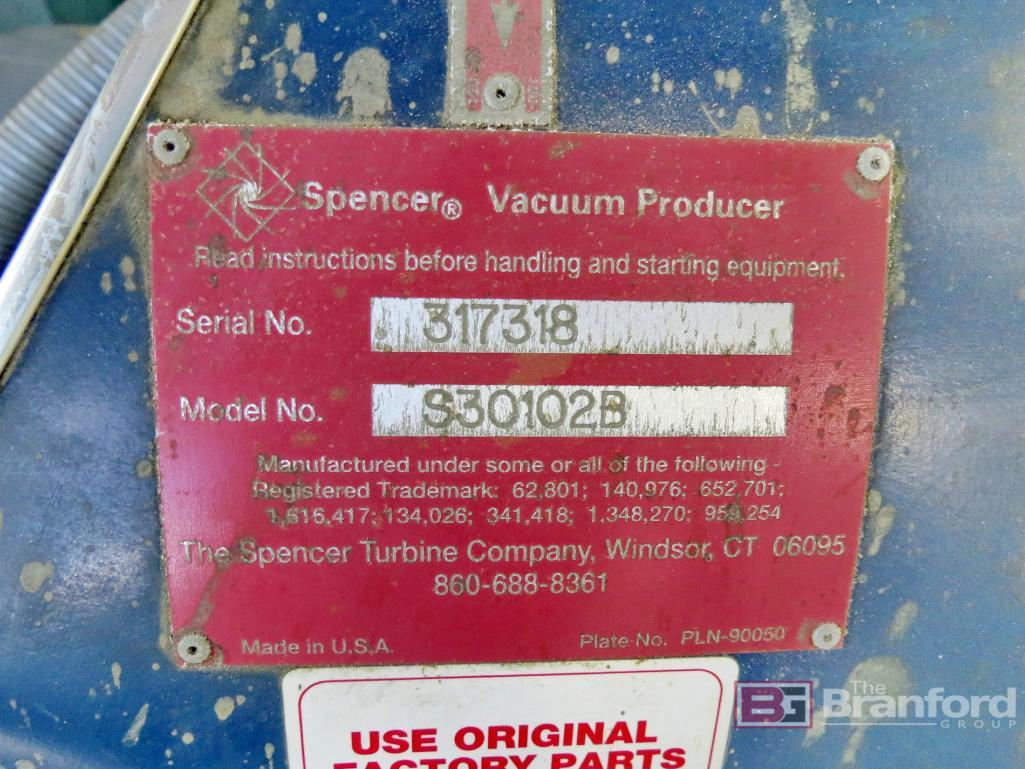 Spencer® Vacuum Producer
Read instructions before handling and starting equipment.
Serial No. 317318
Model No. S30102B
Manufactured under some or all of the following -
Registered Trademark: 62,801; 140,976; 652,701;
1,616,417; 134,026; 341,418; 1,348,270; 959,254
The Spencer Turbine Company, Windsor, CT 06095
860-688-8361
Made in U.S.A. Plate No. PLN-90050
USE ORIGINAL
FACTORY PARTS
BG The Branford GROUP